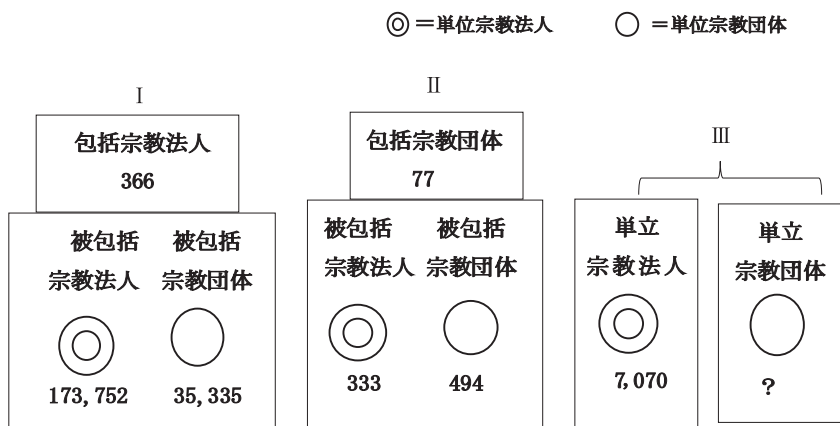 ◎＝単位宗教法人 ○＝単位宗教団体
Ⅰ
包括宗教法人
366
被包括
宗教法人
173,752
被包括
宗教団体
35,335
Ⅱ
包括宗教団体
77
被包括
宗教法人
333
被包括
宗教団体
494
Ⅲ
単立
宗教法人
7,070
単立
宗教団体
?